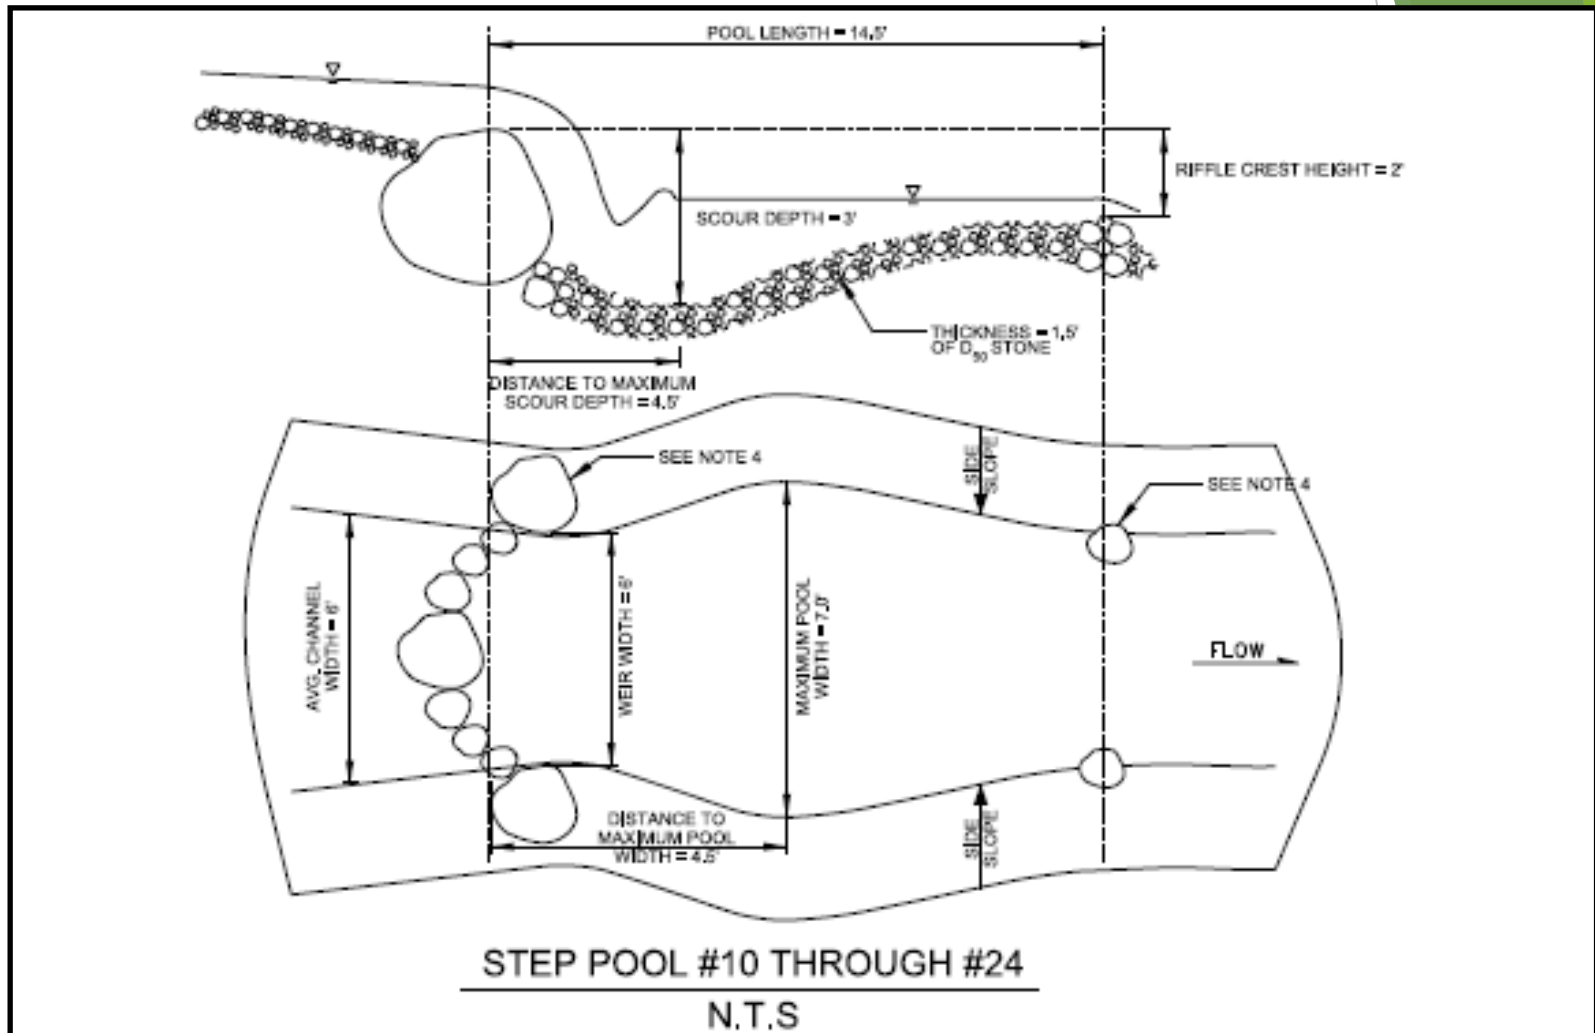 POOL LENGTH = 14.5'
RIFFLE CREST HEIGHT = 2'
SCOUR DEPTH = 3'
THICKNESS = 1.5'
OF D50 STONE
DISTANCE TO MAXIMUM
SCOUR DEPTH = 4.5'
SEE NOTE 4
SIDE
SLOPE
SEE NOTE 4
AVG. CHANNEL
WIDTH = 6'
WEIR WIDTH = 6'
MAXIMUM POOL
WIDTH = 7.0'
FLOW
DISTANCE TO
MAXIMUM POOL
WIDTH = 4.5'
SIDE
SLOPE
STEP POOL #10 THROUGH #24
N.T.S